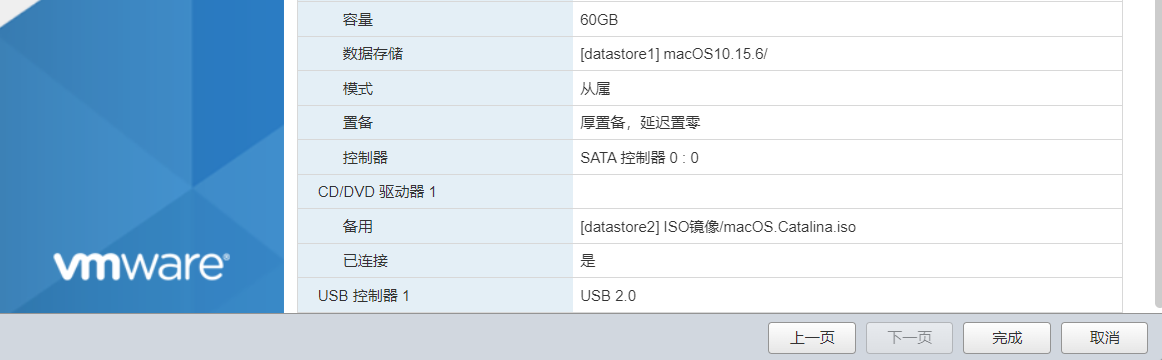 容量 60GB
数据存储 [datastore1] macOS10.15.6/
模式 从属
置备 厚置备，延迟置零
控制器 SATA 控制器 0 : 0
CD/DVD 驱动器 1
备用 [datastore2] ISO镜像/macOS.Catalina.iso
已连接 是
USB 控制器 1 USB 2.0
vmware®
上一页 下一页 完成 取消